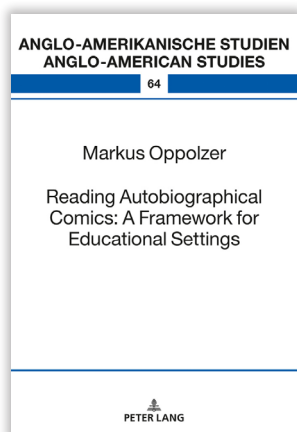 ANGLO-AMERIKANISCHE STUDIEN
ANGLO-AMERICAN STUDIES
64
Markus Oppolzer
Reading Autobiographical
Comics: A Framework for
Educational Settings
PETER LANG